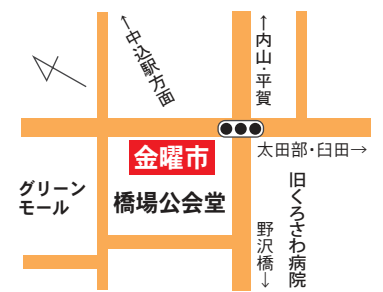 ←中込駅方面
←内山・平賀
金曜市
太田部・臼田→
グリーン
モール
橋場公会堂
旧くろさわ病院
野沢橋→